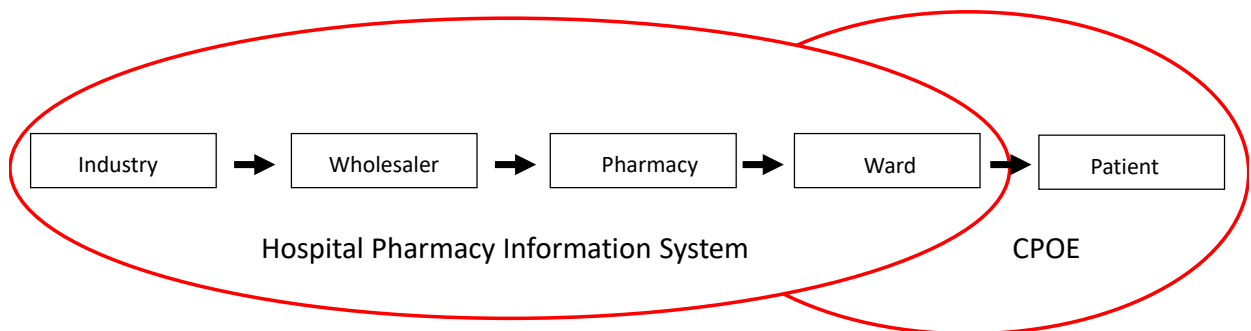 Industry
Wholesaler
Pharmacy
Ward
Patient
Hospital Pharmacy Information System
CPOE